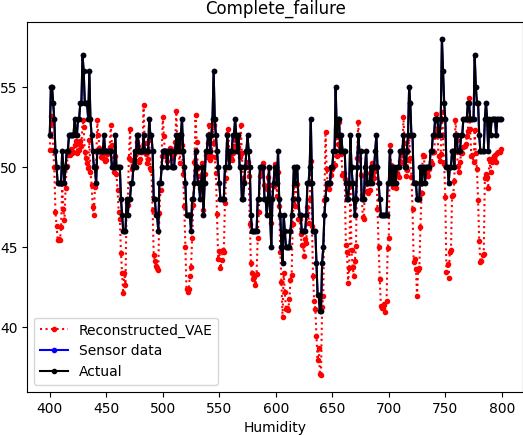 Complete_failure
55
50
45
40
Reconstructed_VAE
Sensor data
Actual
400 450 500 550 600 650 700 750 800
Humidity